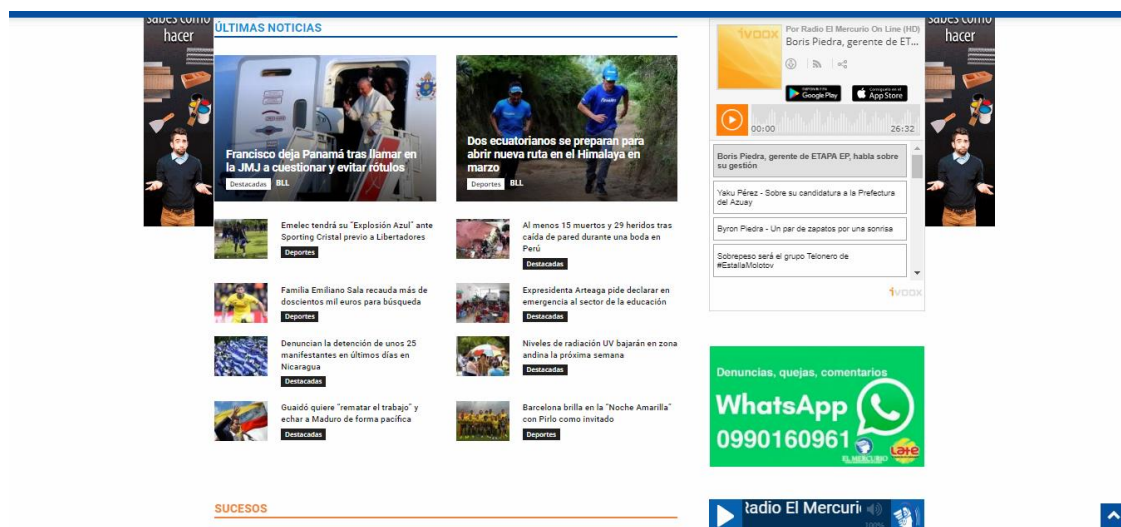 sabes como
hacer
ÚLTIMAS NOTICIAS
Francisco deja Panamá tras llamar en
la JMJ a cuestionar y evitar rótulos
Destacadas BLL
Dos ecuatorianos se preparan para
abrir nueva ruta en el Himalaya en
marzo
Deportes BLL
Emelec tendrá su "Explosión Azul" ante
Sporting Cristal previo a Libertadores
Deportes
Al menos 15 muertos y 29 heridos tras
caída de pared durante una boda en
Perú
Destacadas
Familia Emiliano Sala recauda más de
doscientos mil euros para búsqueda
Deportes
Expresidenta Arteaga pide declarar en
emergencia al sector de la educación
Destacadas
Denuncian la detención de unos 25
manifestantes en últimos días en
Nicaragua
Destacadas
Niveles de radiación UV bajarán en zona
andina la próxima semana
Destacadas
Guaidó quiere "rematar el trabajo" y
echar a Maduro de forma pacífica
Destacadas
Barcelona brilla en la "Noche Amarilla"
con Pirlo como invitado
Deportes
SUCESOS
ivoox
Por Radio El Mercurio On Line (HD)
Boris Piedra, gerente de ET...
Google Play
App Store
00:00
26:32
Boris Piedra, gerente de ETAPA EP, habla sobre
su gestión
Yaku Pérez - Sobre su candidatura a la Prefectura
del Azuay
Byron Piedra - Un par de zapatos por una sonrisa
Sobrepeso será el grupo Telonero de
#EstallaMolotov
ivoox
Denuncias, quejas, comentarios
WhatsApp
0990160961
EL MERCURIO
Late
Radio El Mercuri
100%
sabes como
hacer